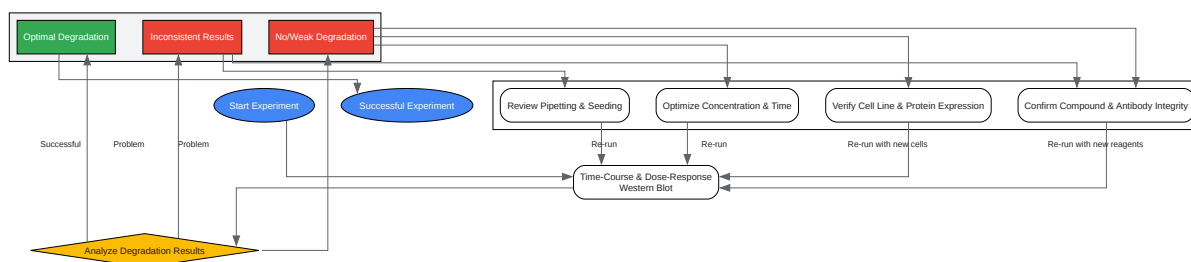 Optimal Degradation
Inconsistent Results
No/Weak Degradation
Start Experiment
Successful Experiment
Review Pipetting & Seeding
Optimize Concentration & Time
Verify Cell Line & Protein Expression
Confirm Compound & Antibody Integrity
Successful
Problem
Problem
Re-run
Re-run
Re-run with new cells
Re-run with new reagents
Time-Course & Dose-Response
Western Blot
Analyze Degradation Results